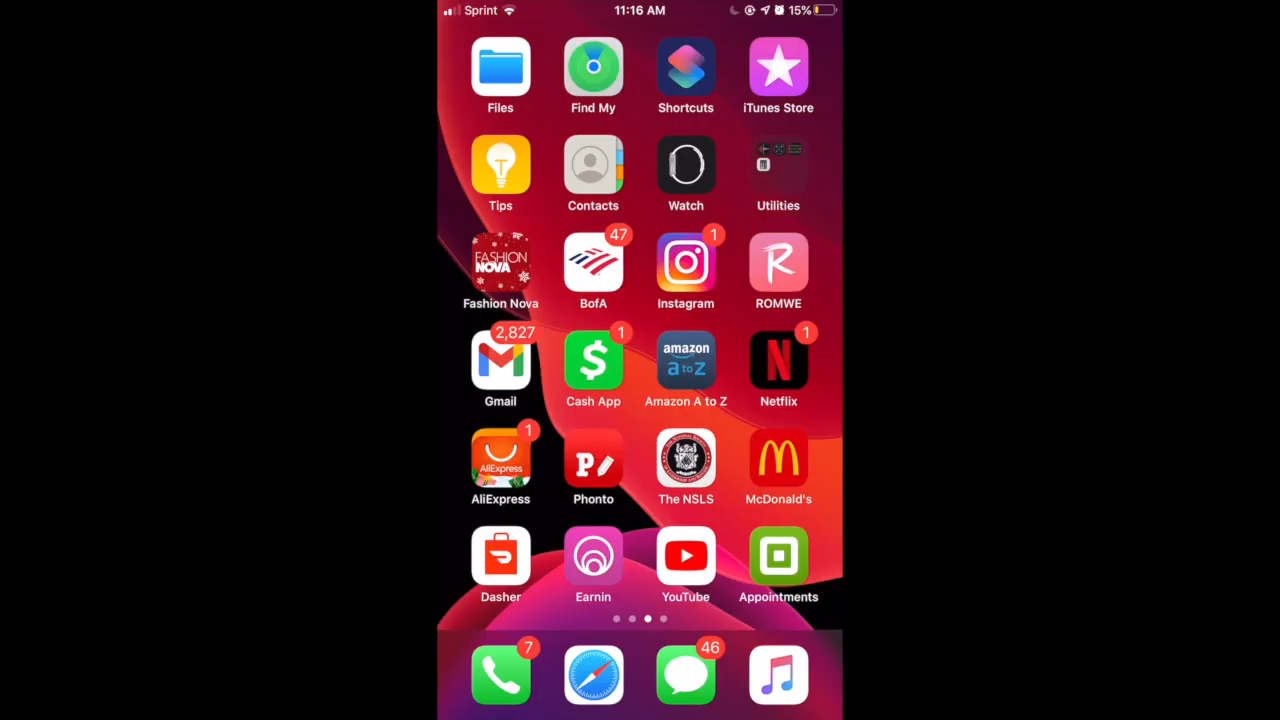 Sprint 11:16 AM 15%
Files Find My Shortcuts iTunes Store
Tips Contacts Watch Utilities
47 1
FASHION
NOVA
Fashion Nova BofA Instagram ROMWE
2,827 1 1
amazon
a to z
Gmail Cash App Amazon A to Z Netflix
1
AliExpress
AliExpress Phonto The NSLS McDonald's
Dasher Earnin YouTube Appointments
7 46